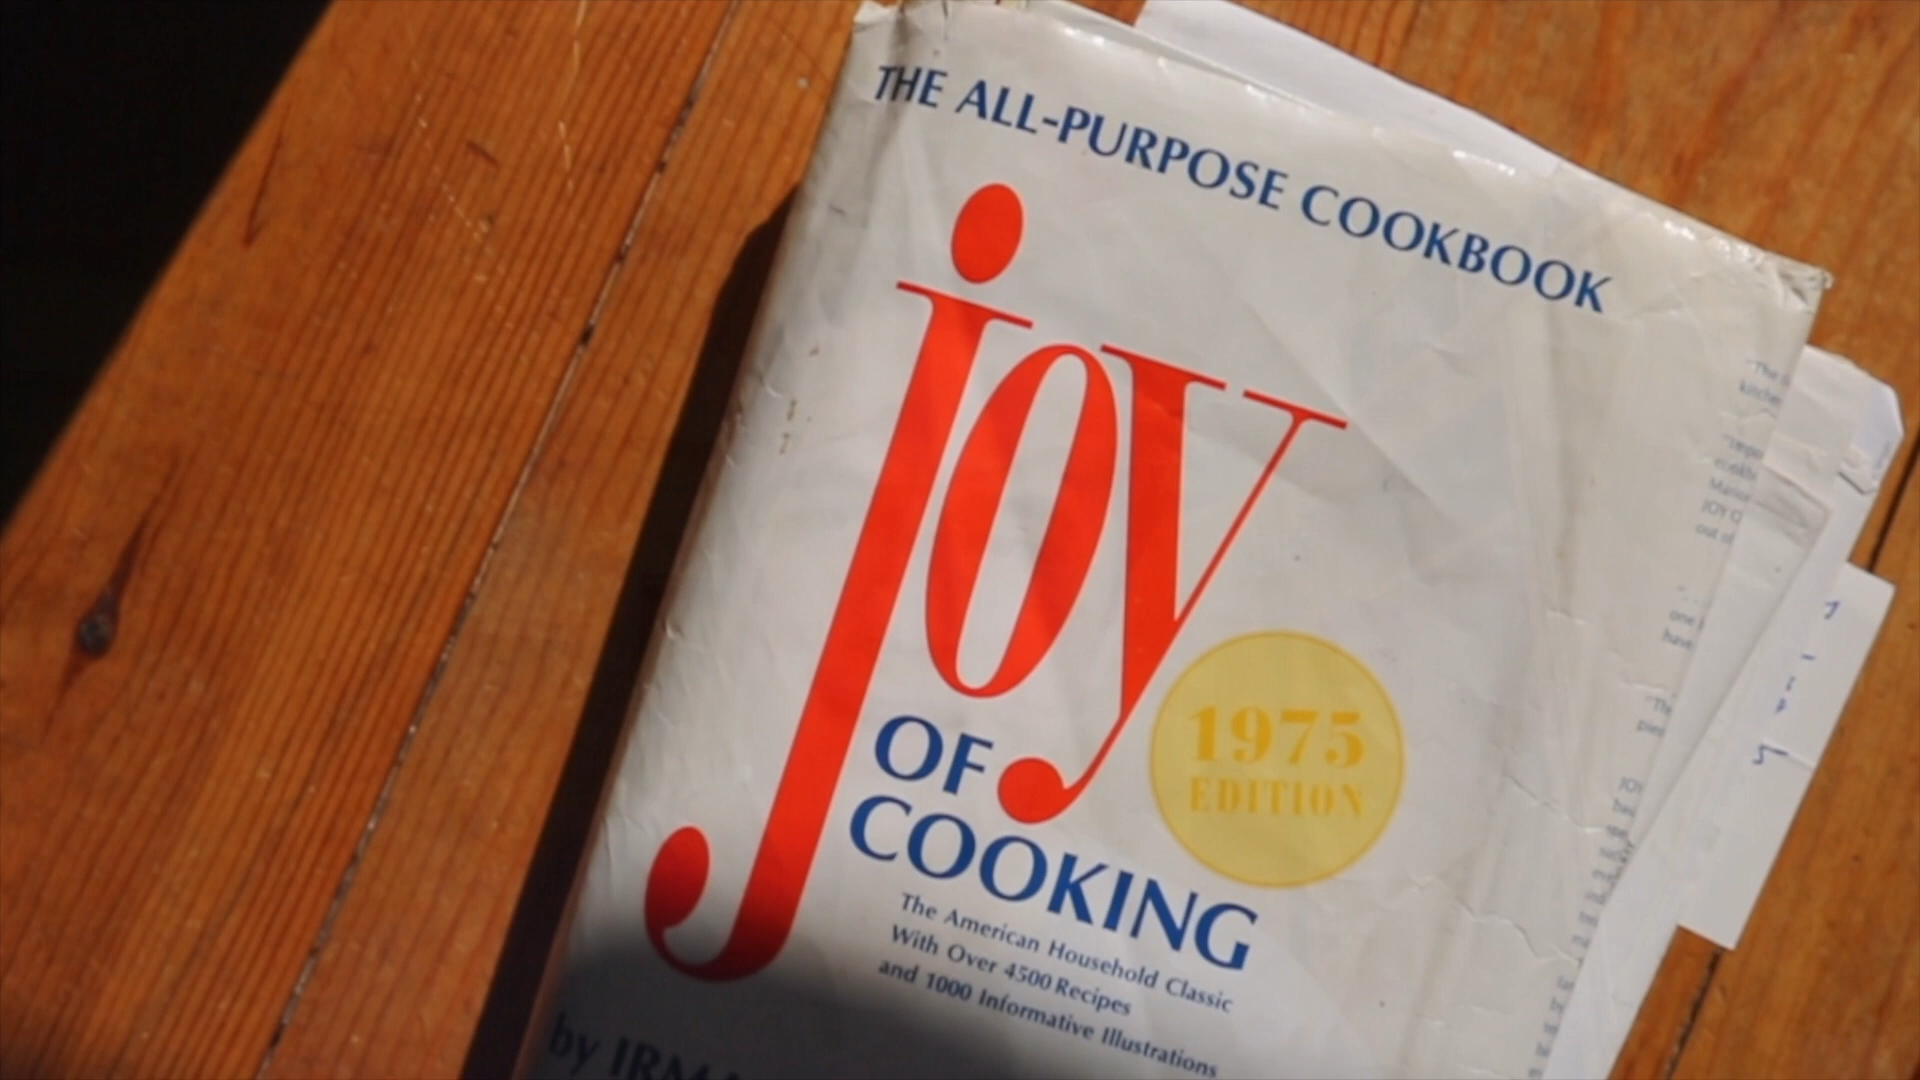 THE ALL-PURPOSE COOKBOOK
joy
OF
COOKING
1975
EDITION
The American Household Classic
With Over 4500 Recipes
and 1000 Informative Illustrations
by IRMA